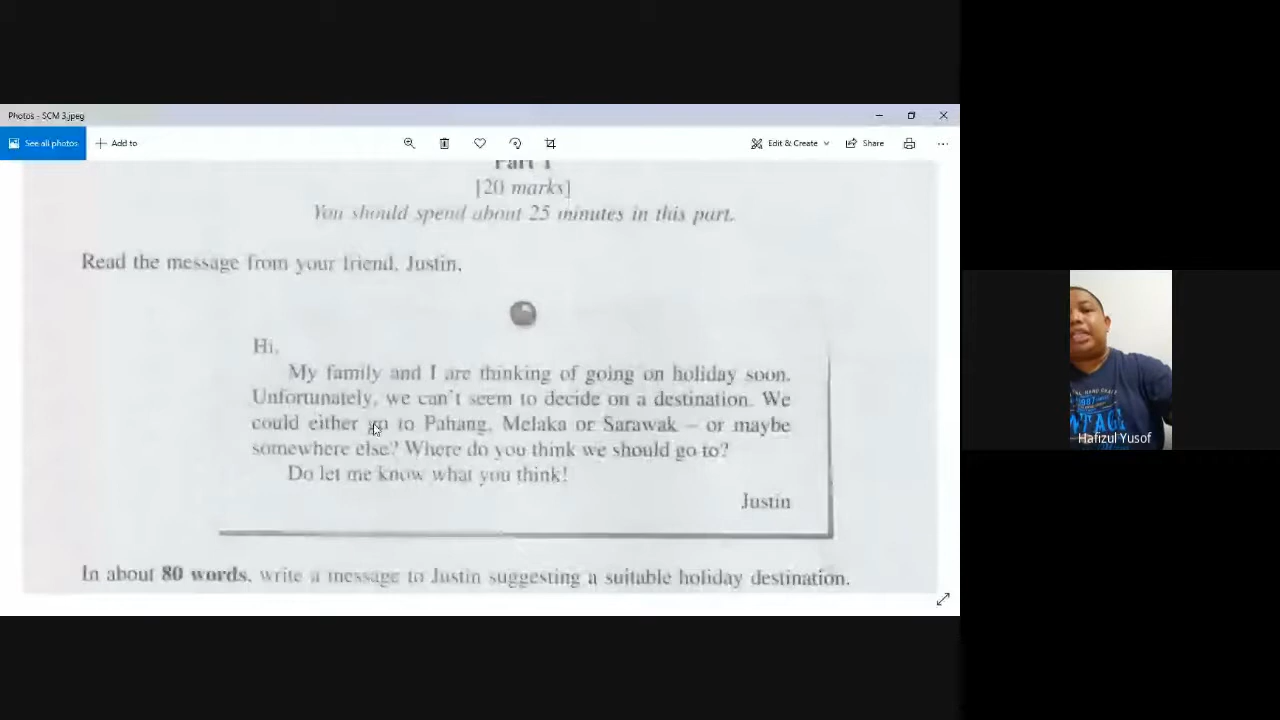 Photos - SCM 3.jpeg
See all photos
Add to
Edit & Create
Share
Part 1
[20 marks]
You should spend about 25 minutes in this part.
Read the message from your friend, Justin.
Hi,
My family and I are thinking of going on holiday soon.
Unfortunately, we can't seem to decide on a destination. We
could either go to Pahang, Melaka or Sarawak – or maybe
somewhere else? Where do you think we should go to?
Do let me know what you think!
Justin
In about 80 words, write a message to Justin suggesting a suitable holiday destination.
Hafizul Yusof